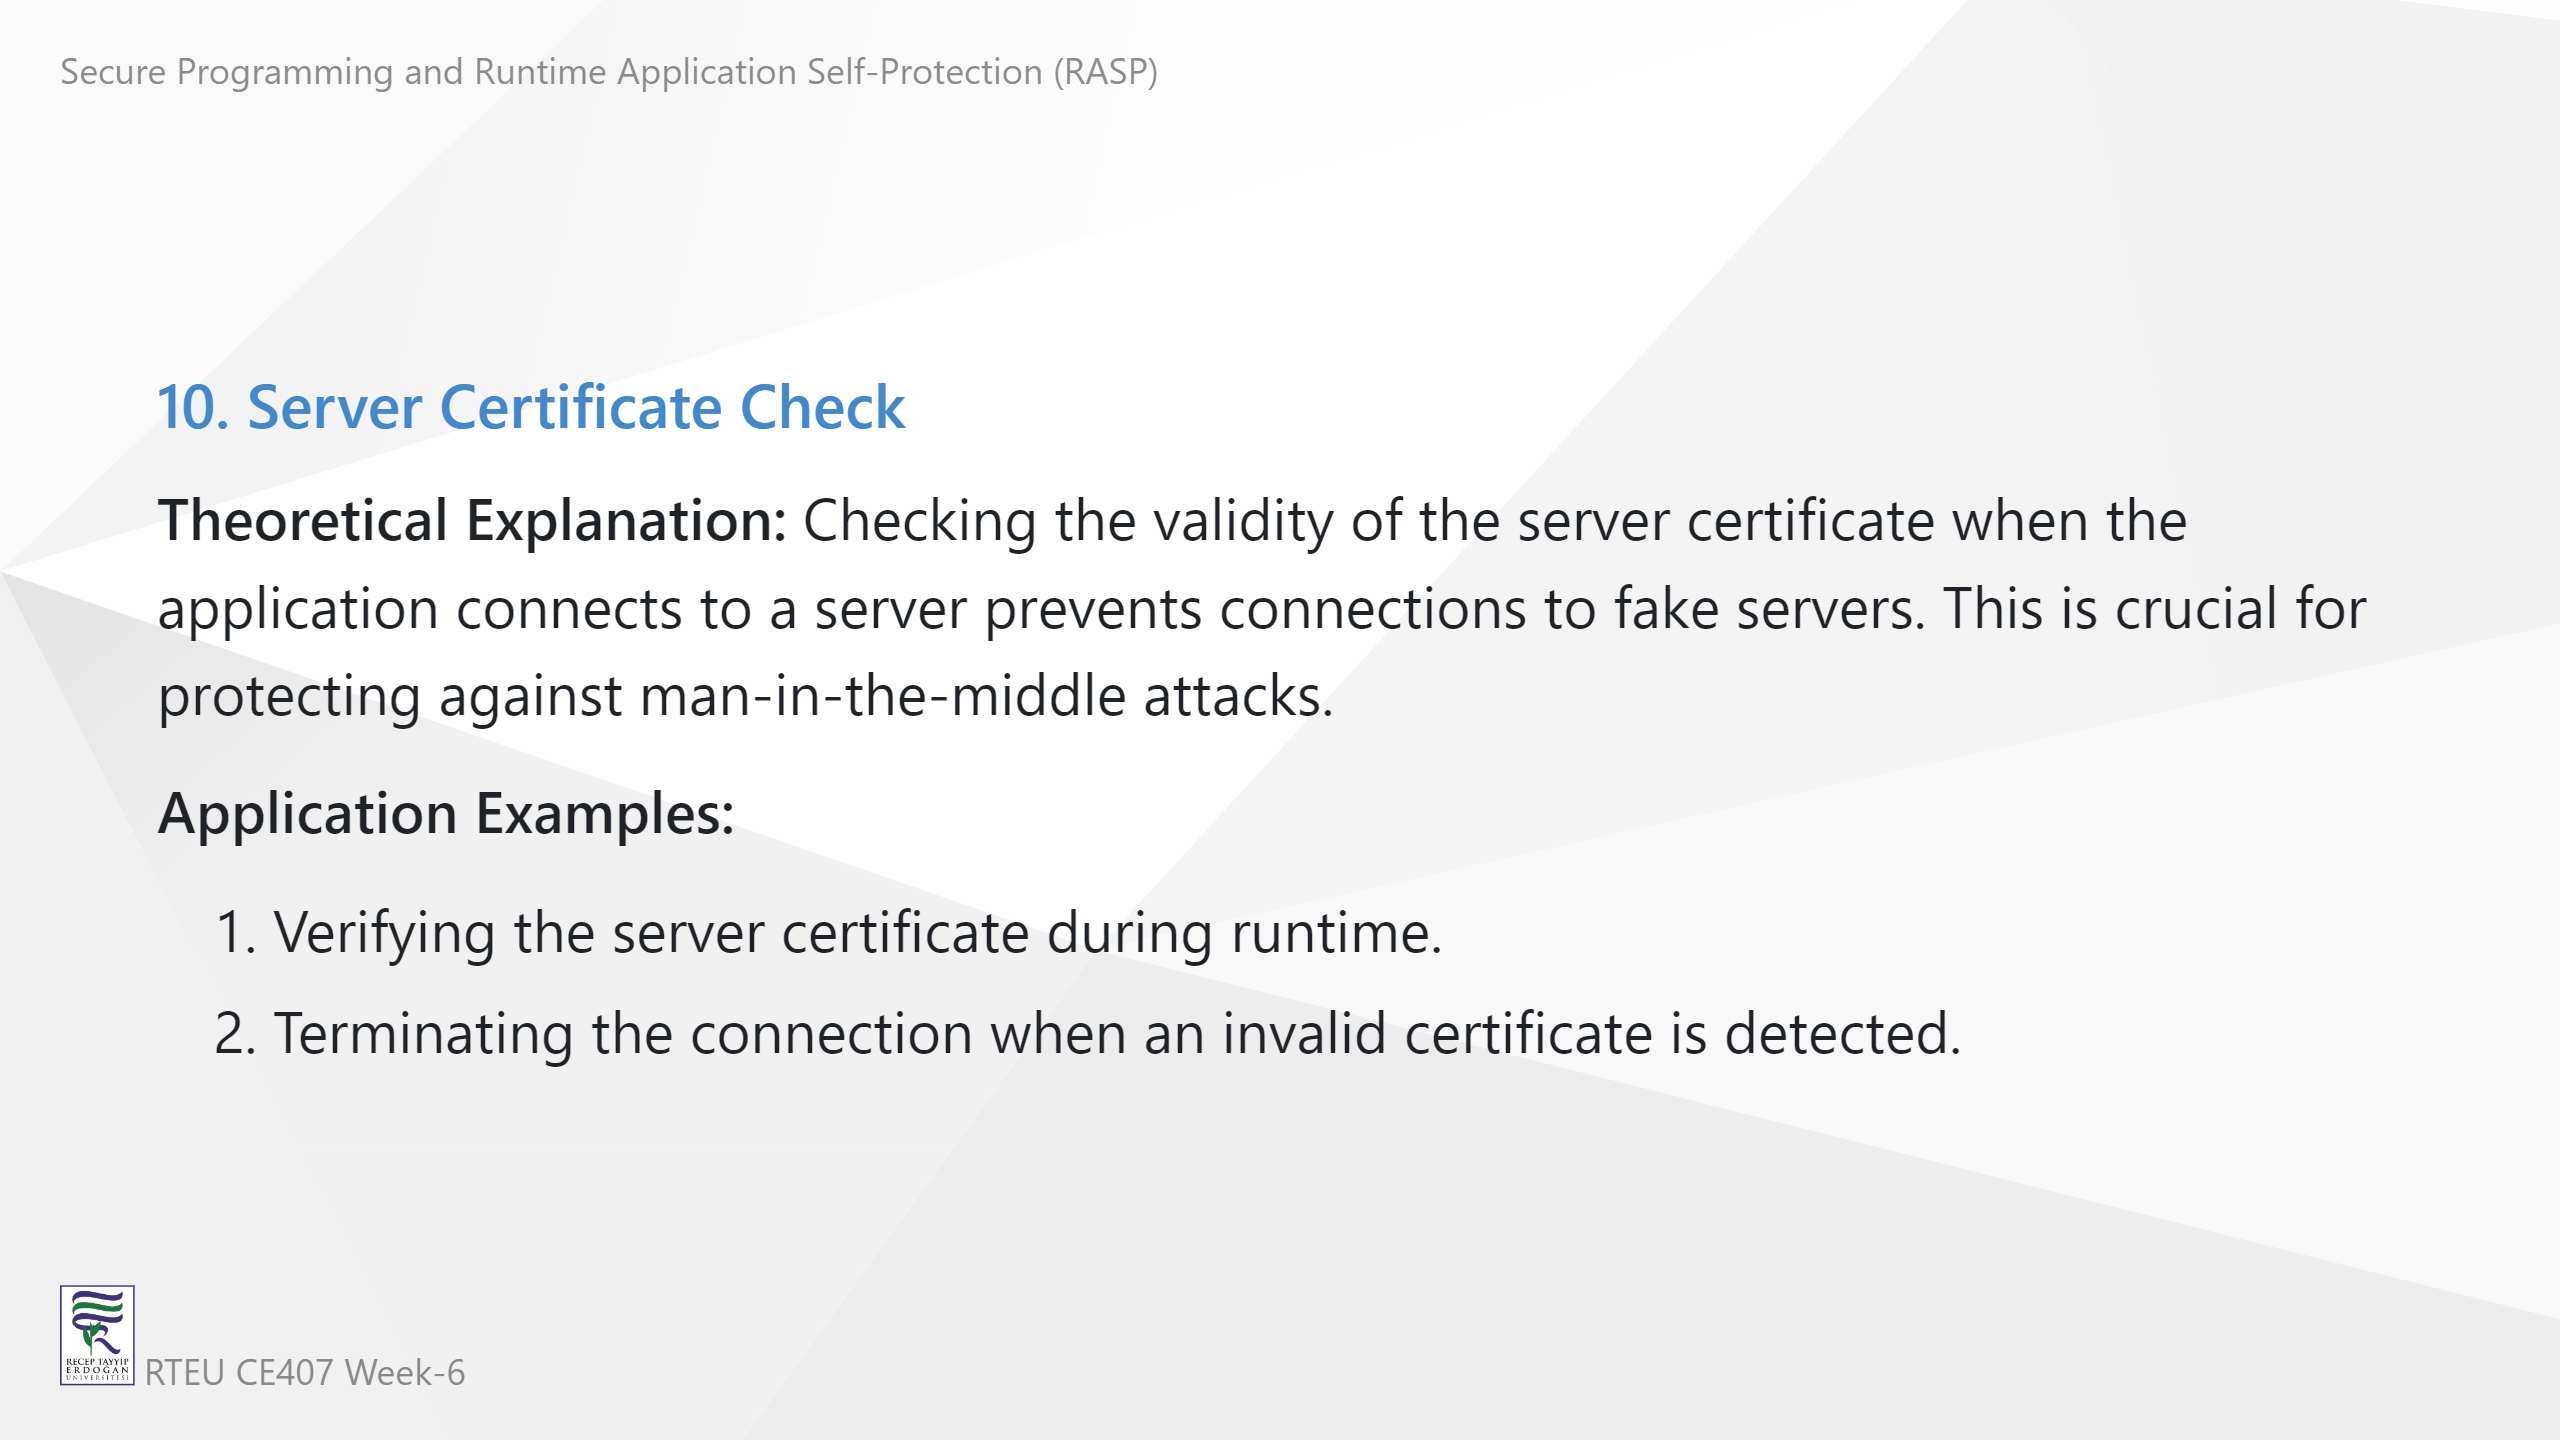 Secure Programming and Runtime Application Self-Protection (RASP)
10. Server Certificate Check
Theoretical Explanation: Checking the validity of the server certificate when the
application connects to a server prevents connections to fake servers. This is crucial for
protecting against man-in-the-middle attacks.
Application Examples:
1. Verifying the server certificate during runtime.
2. Terminating the connection when an invalid certificate is detected.
RECEP TAYYİP
ERDOĞAN
ÜNİVERSİTESİ
RTEU CE407 Week-6